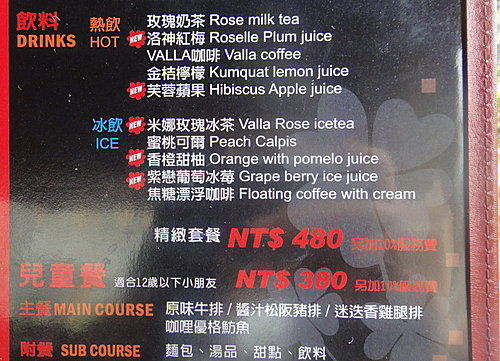 飲料 熱飲 玫瑰奶茶 Rose milk tea
DRINKS HOT NEW 洛神紅梅 Roselle Plum juice
VALLA咖啡 Valla coffee
金桔檸檬 Kumquat lemon juice
NEW 芙蓉蘋果 Hibiscus Apple juice
冰飲 NEW 米娜玫瑰冰茶 Valla Rose icetea
ICE 蜜桃可爾 Peach Calpis
NEW 香橙甜柚 Orange with pomelo juice
NEW 紫戀葡萄冰莓 Grape berry ice juice
焦糖漂浮咖啡 Floating coffee with cream
精緻套餐 NT$ 480 另加10%服務費
兒童餐 適合12歲以下小朋友 NT$ 380 另加10%服務費
主餐 MAIN COURSE 原味牛排 / 醬汁松阪豬排 / 迷迭香雞腿排
咖哩優格魴魚
附餐 SUB COURSE 麵包、湯品、甜點、飲料